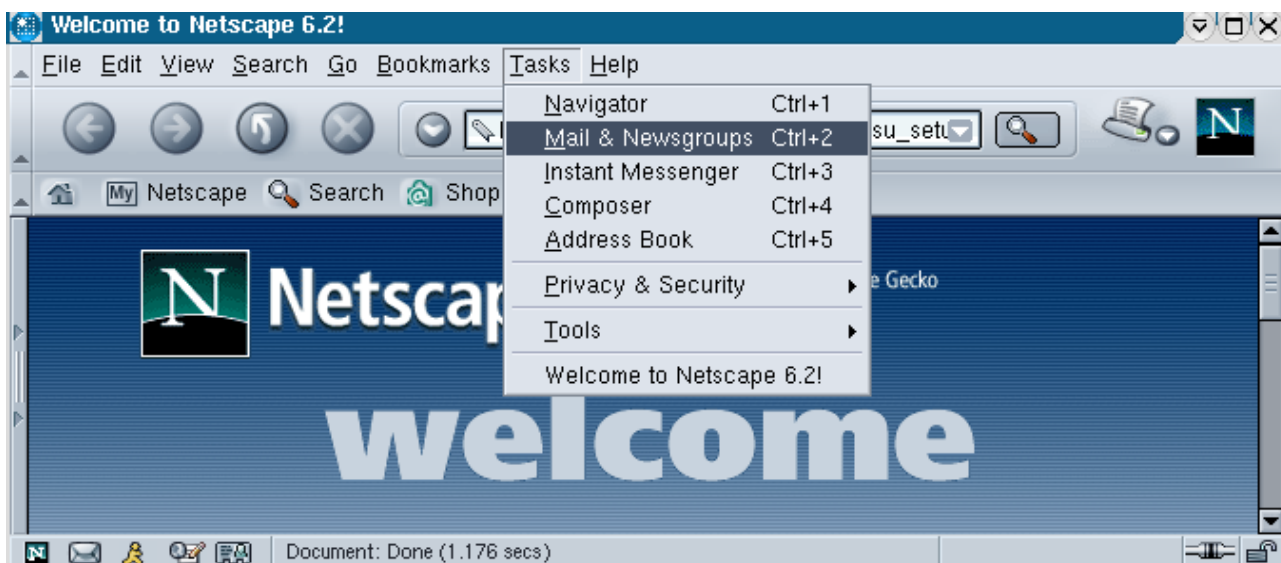 Welcome to Netscape 6.2!
File Edit View Search Go Bookmarks Tasks Help
Navigator Ctrl+1
Mail & Newsgroups Ctrl+2
Instant Messenger Ctrl+3
Composer Ctrl+4
Address Book Ctrl+5
Privacy & Security
Tools
Welcome to Netscape 6.2!
su_setu
N
My Netscape Search Shop
N Netscap
e Gecko
welcome
N
Document: Done (1.176 secs)